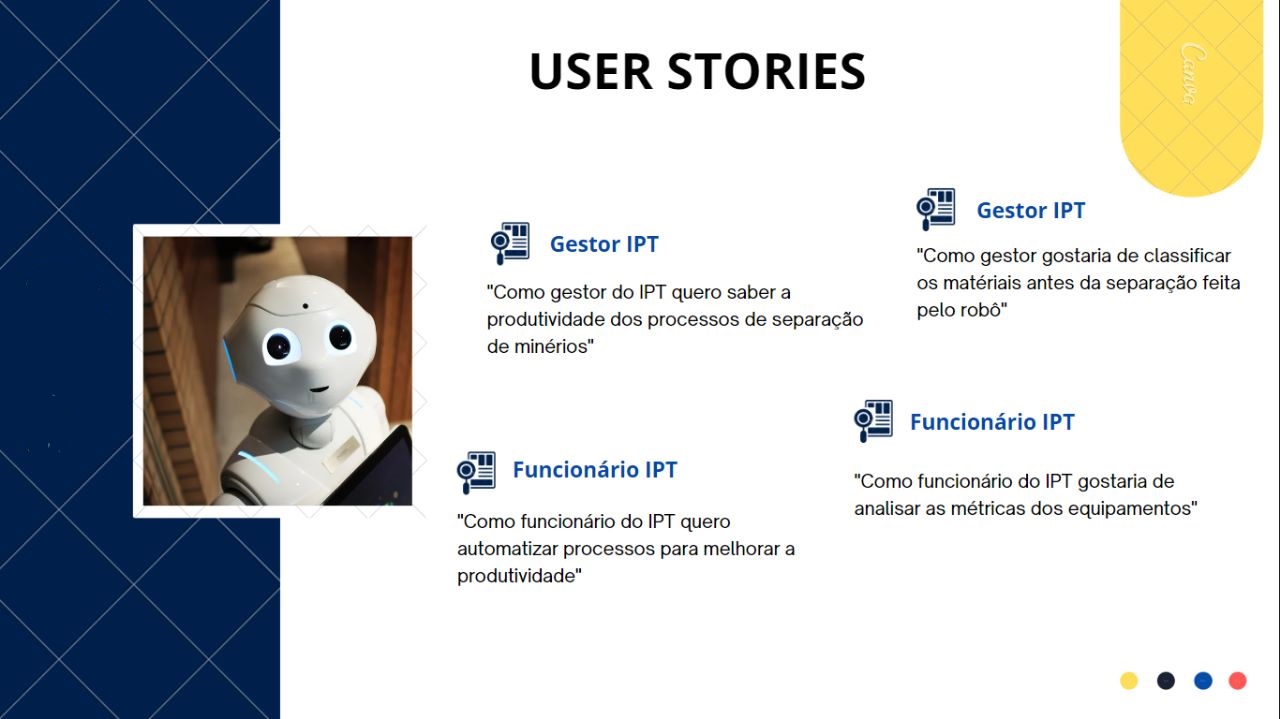 USER STORIES
Canva
Gestor IPT
"Como gestor do IPT quero saber a
produtividade dos processos de separação
de minérios"
Gestor IPT
"Como gestor gostaria de classificar
os matériais antes da separação feita
pelo robô"
Funcionário IPT
"Como funcionário do IPT quero
automatizar processos para melhorar a
produtividade"
Funcionário IPT
"Como funcionário do IPT gostaria de
analisar as métricas dos equipamentos"